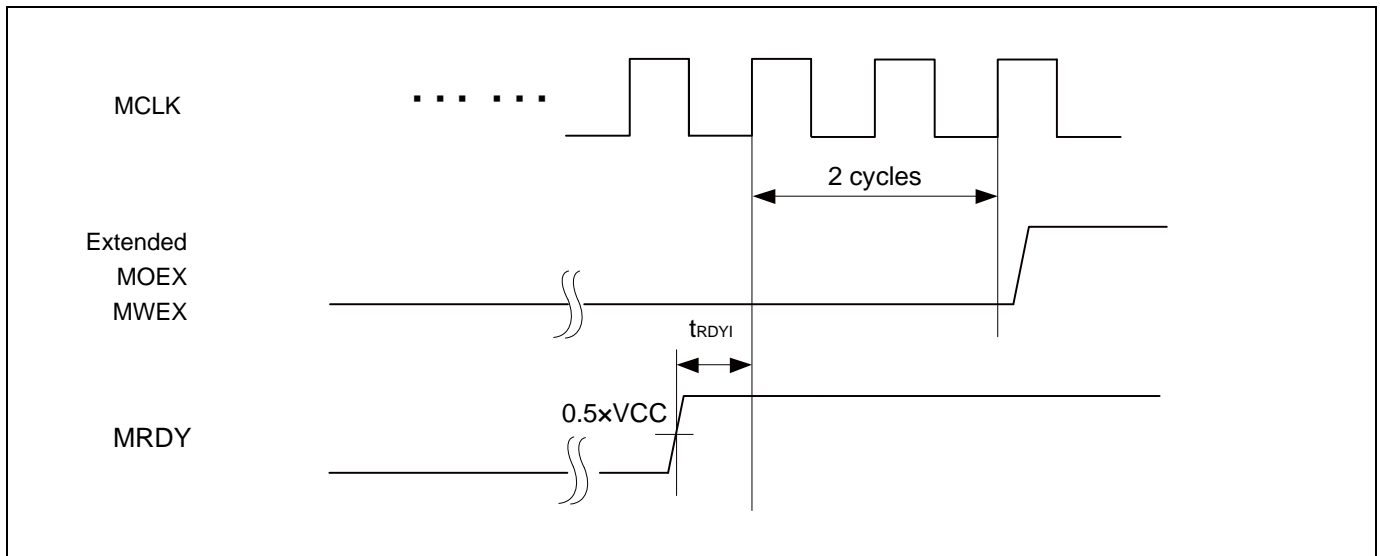 MCLK
2 cycles
Extended
MOEX
MWEX
tRDYI
0.5×VCC
MRDY